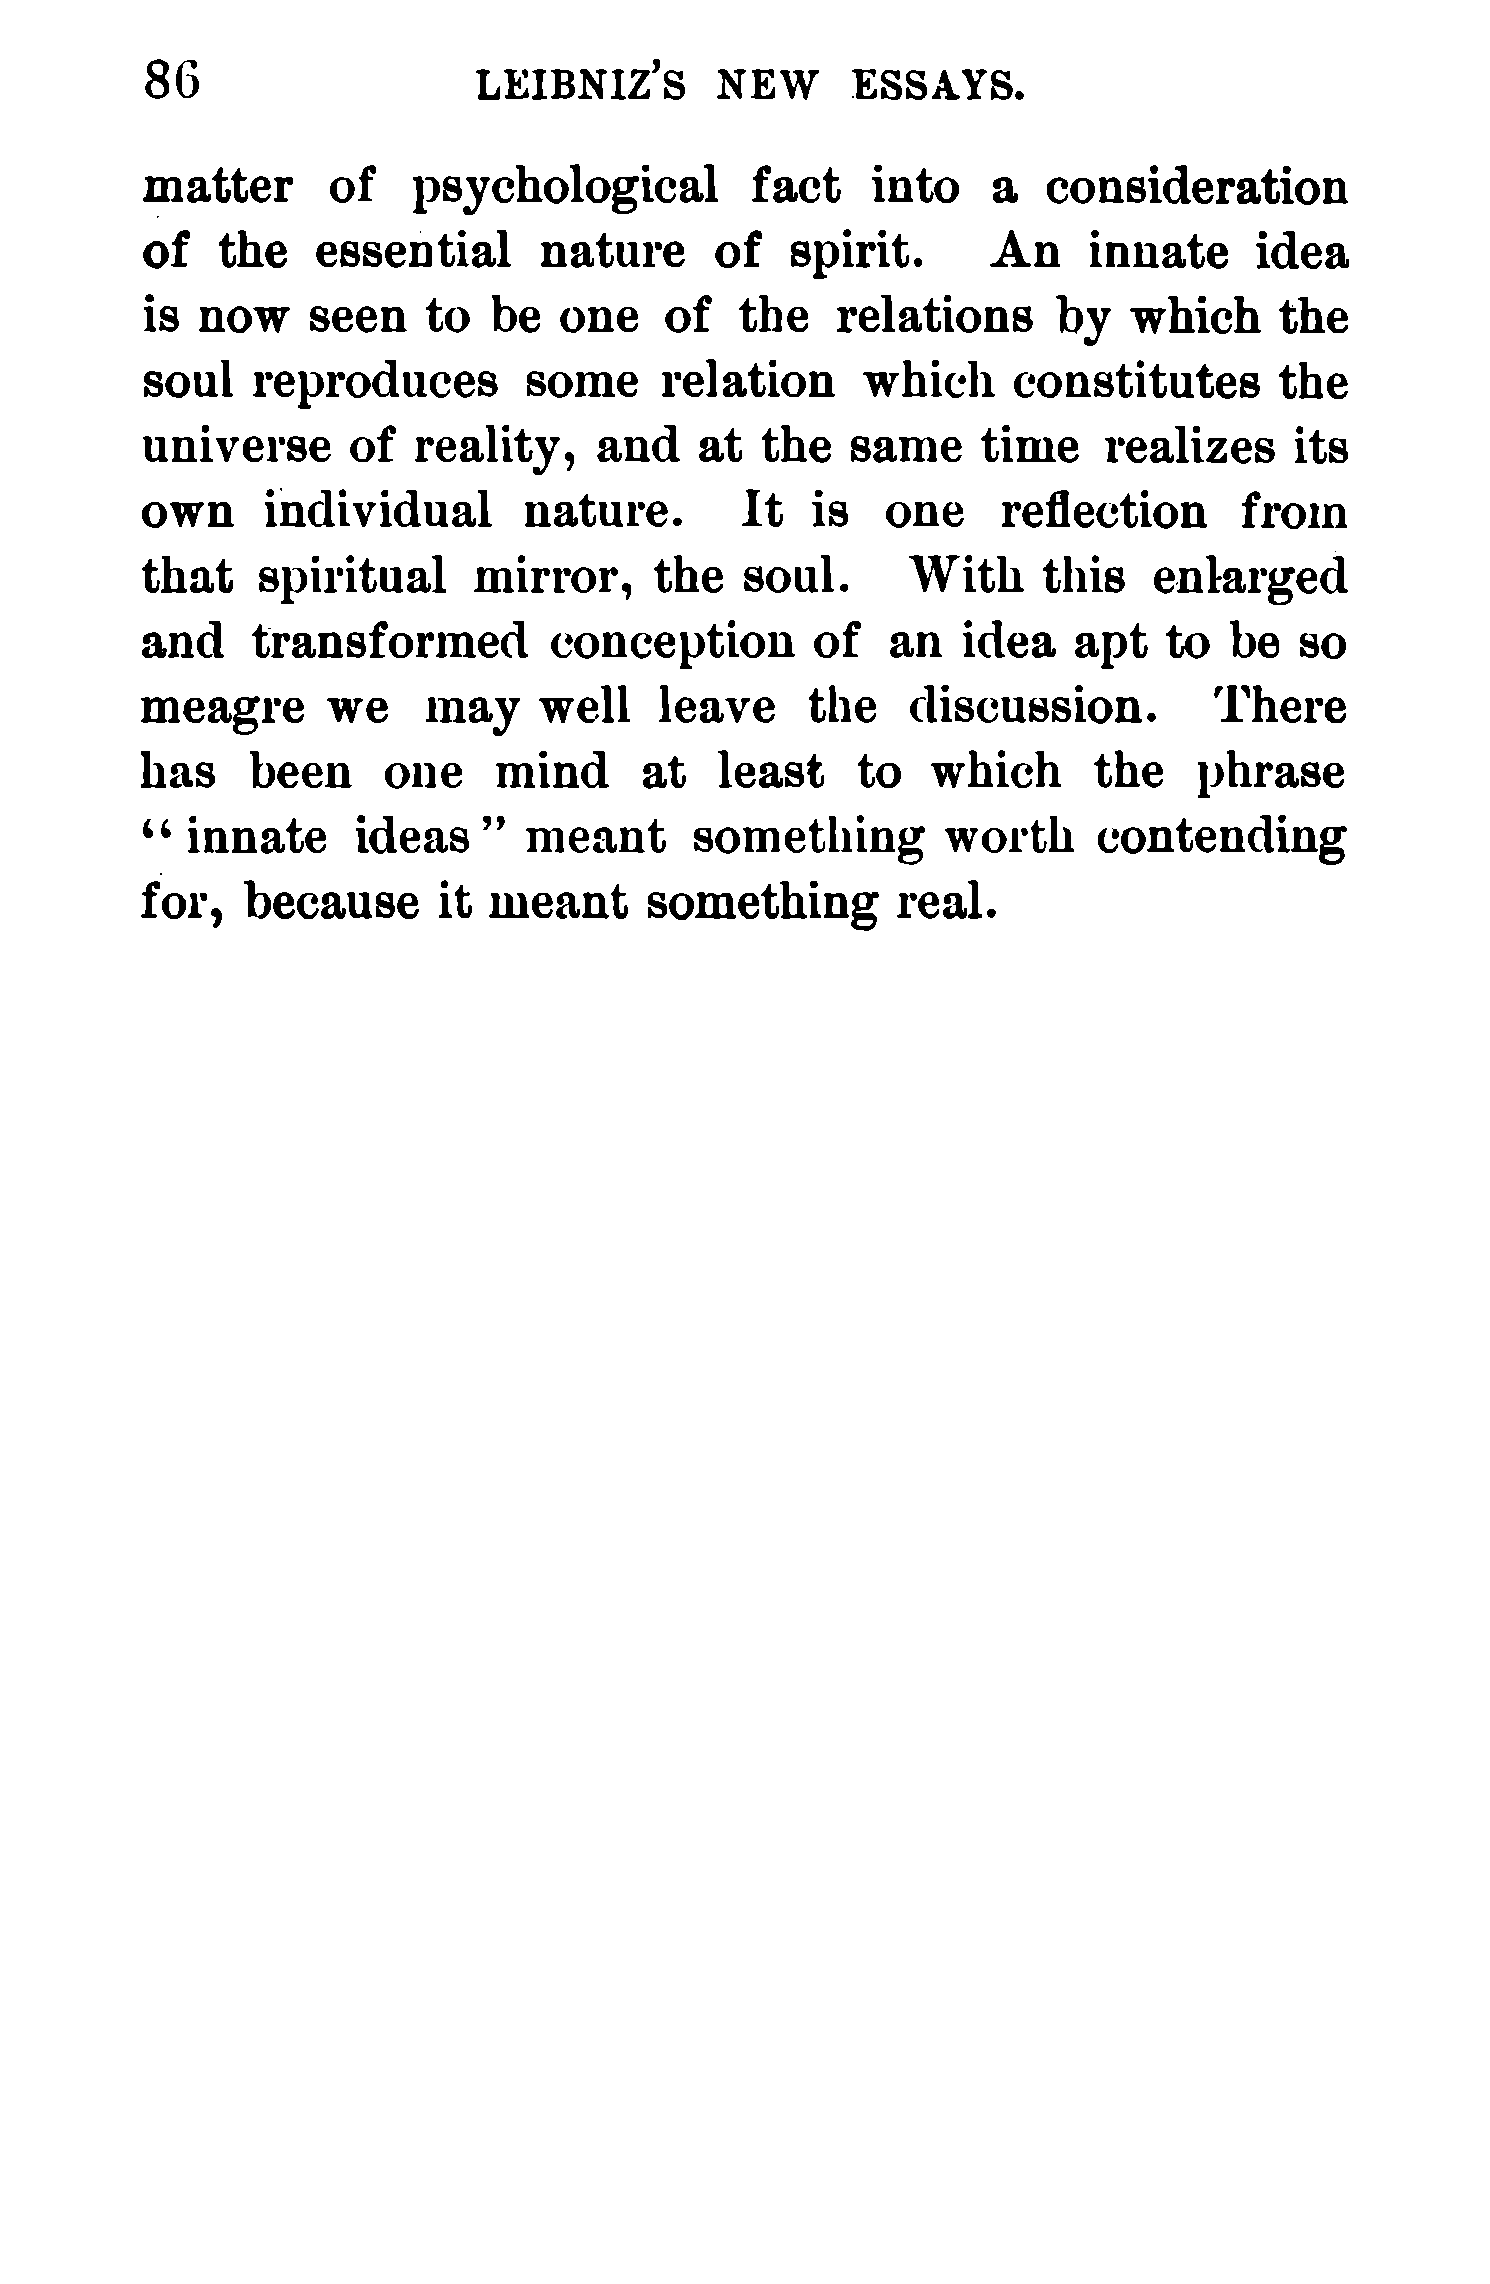 86 LEIBNIZ'S NEW ESSAYS.
matter of psychological fact into a consideration
of the essential nature of spirit. An innate idea
is now seen to be one of the relations by which the
soul reproduces some relation which constitutes the
universe of reality, and at the same time realizes its
own individual nature. It is one reflection from
that spiritual mirror, the soul. With this enlarged
and transformed conception of an idea apt to be so
meagre we may well leave the discussion. There
has been one mind at least to which the phrase
“ innate ideas ” meant something worth contending
for, because it meant something real.